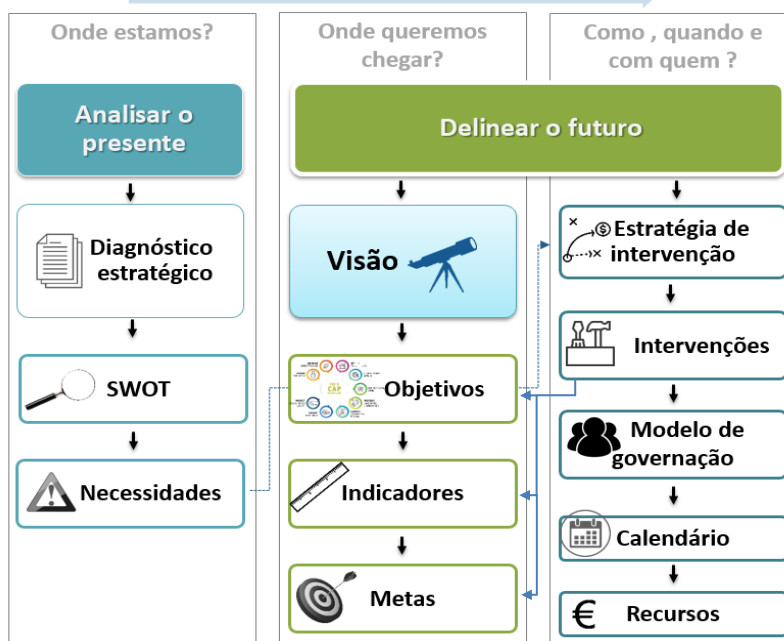 Onde estamos?
Analisar o
presente
Diagnóstico
estratégico
SWOT
Necessidades
Onde queremos
chegar?
Delinear o futuro
Visão
Objetivos
CAP
Indicadores
Metas
Como , quando e
com quem ?
Estratégia de
intervenção
Intervenções
Modelo de
governação
Calendário
Recursos